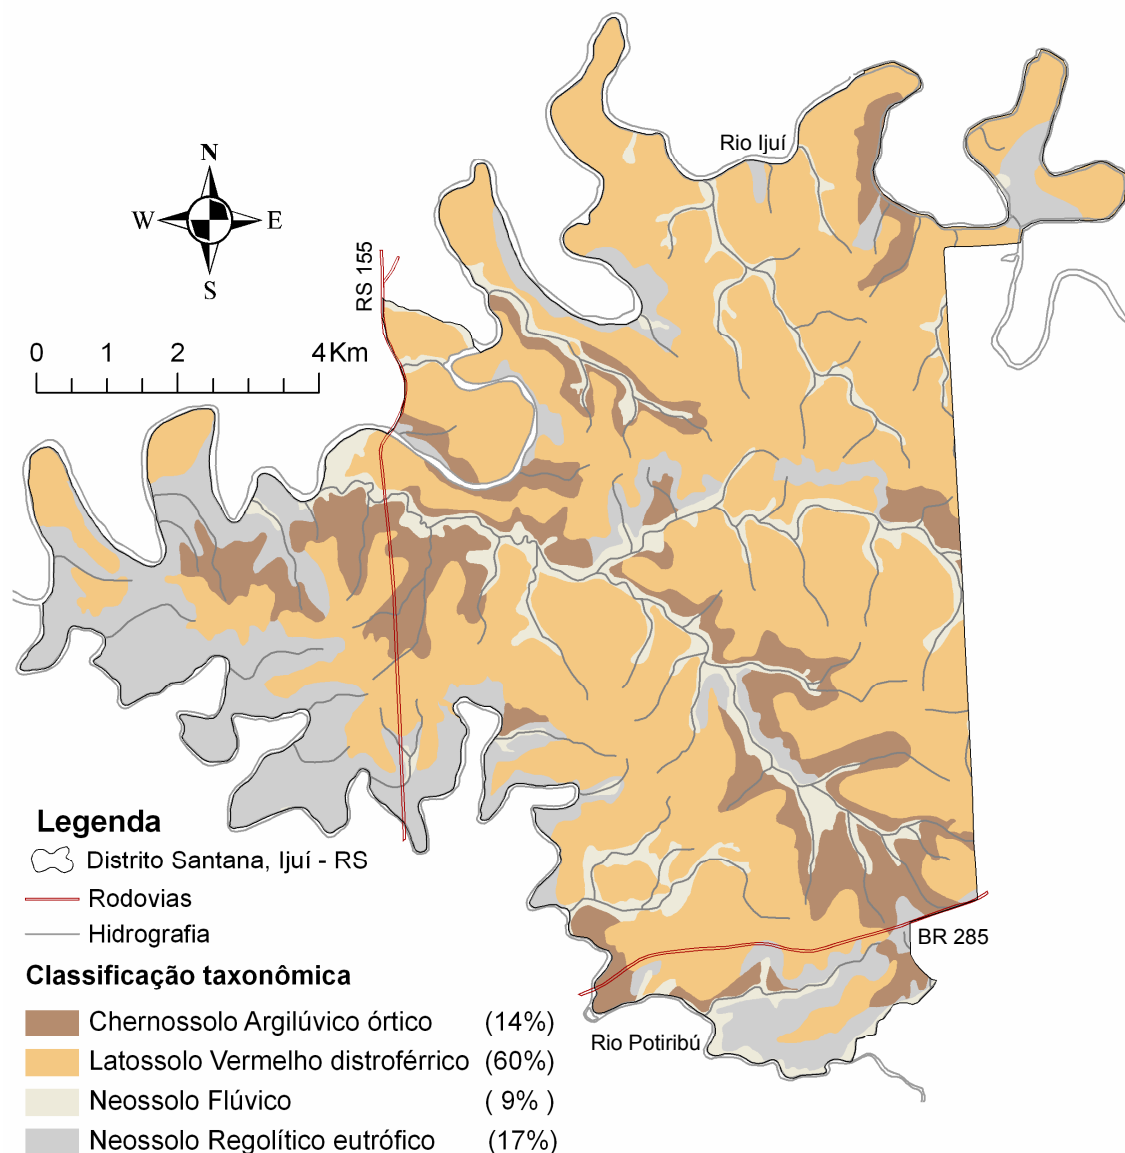 Rio Ijuí
N
W E
S
RS 155
0 1 2 4 Km
Legenda
Distrito Santana, Ijuí - RS
Rodovias
Hidrografia
BR 285
Classificação taxonômica
Chernossolo Argilúvico órtico (14%)
Rio Potiribú
Latossolo Vermelho distroférrico (60%)
Neossolo Flúvico ( 9% )
Neossolo Regolítico eutrófico (17%)